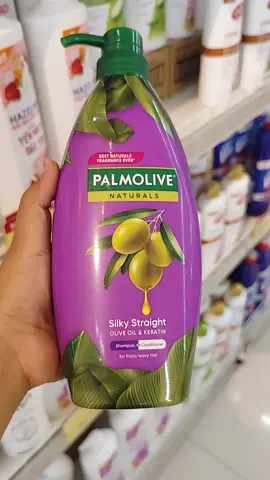 BEST NATURALS
FRAGRANCE EVER*
PALMOLIVE
NATURALS
Silky Straight
OLIVE OIL & KERATIN
Shampoo + Conditioner
for frizzy/wavy hair